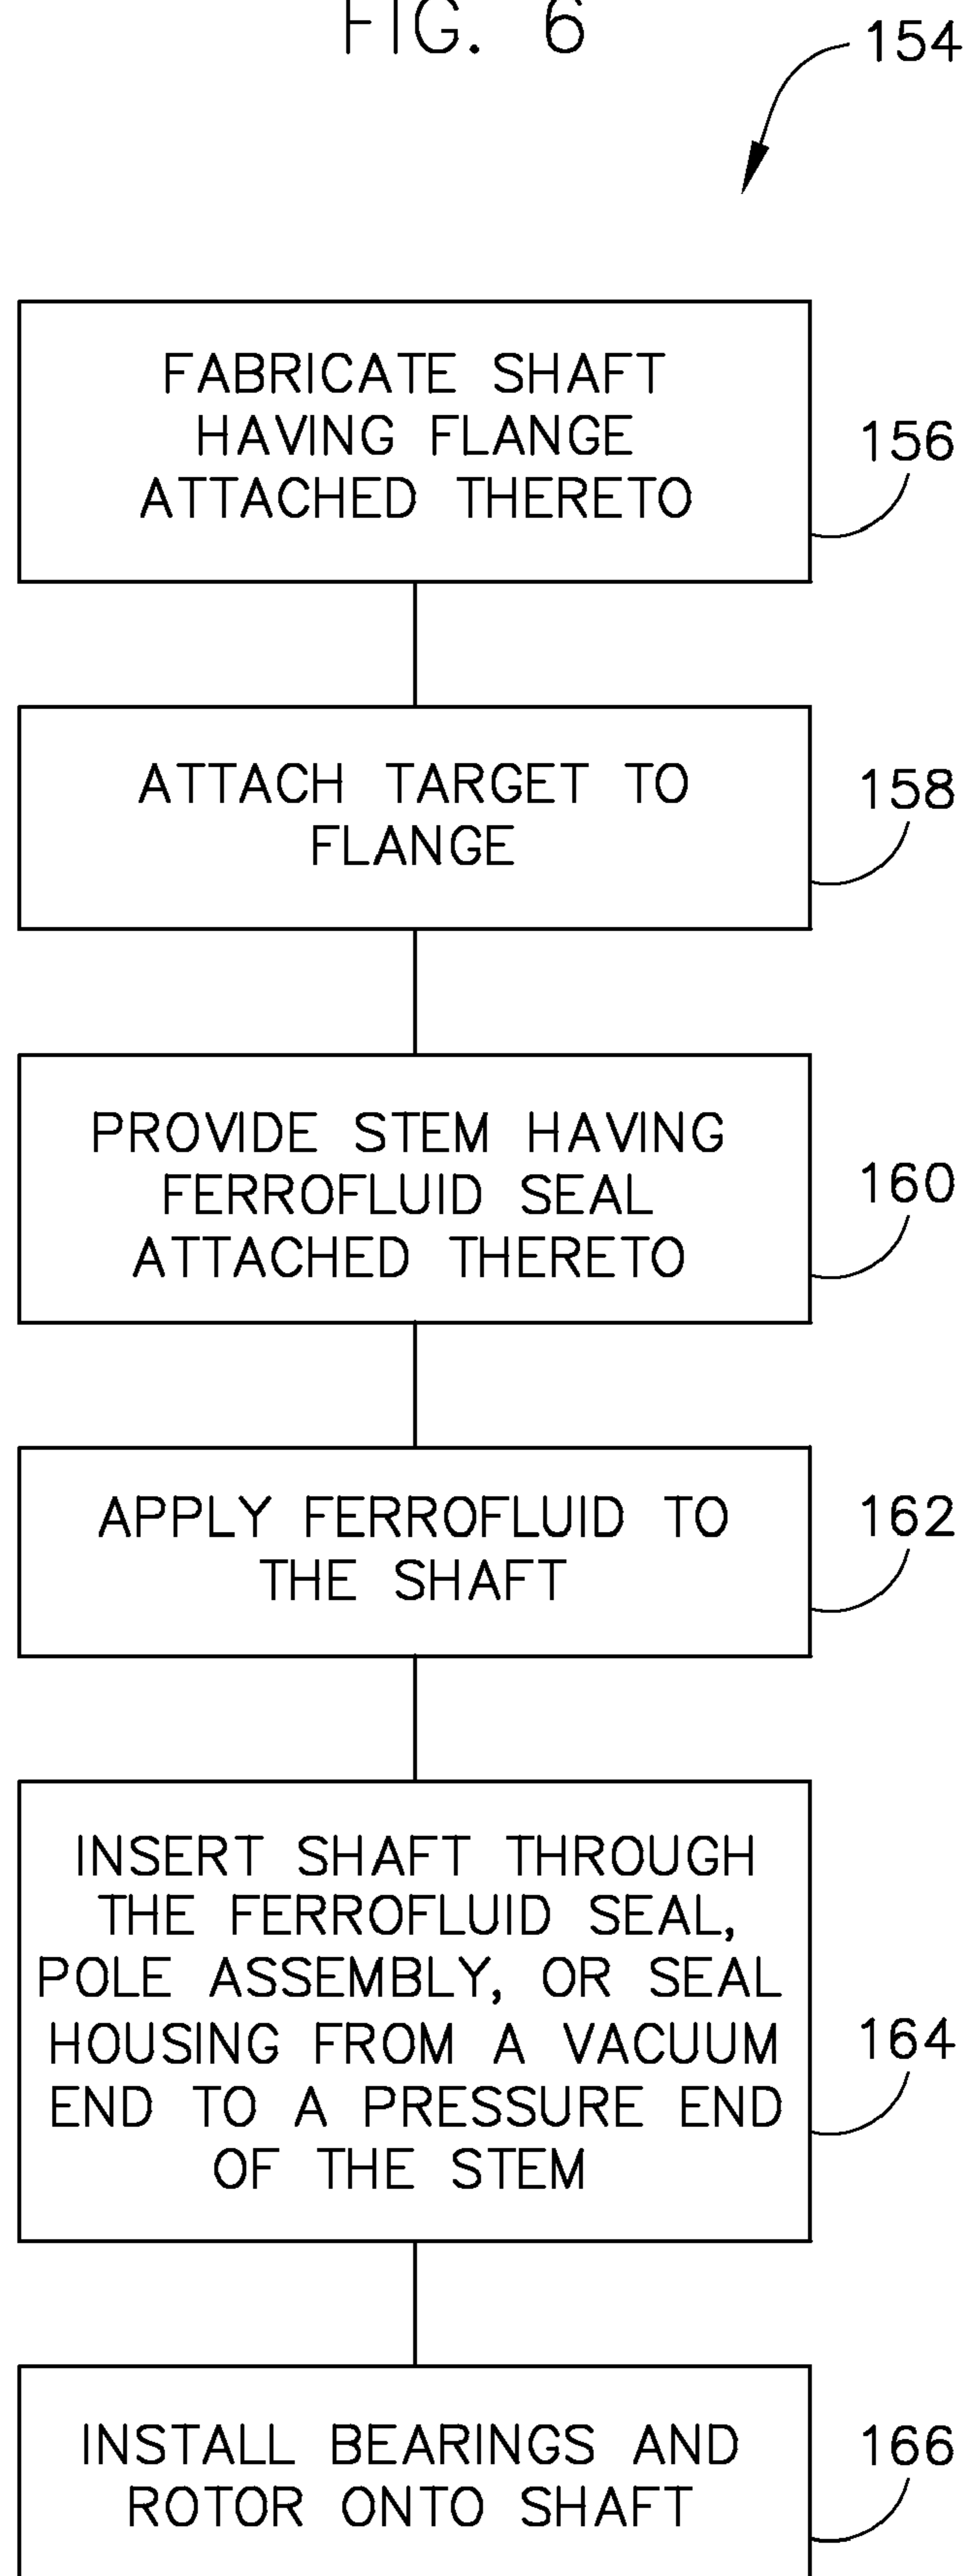 FIG. 6
154
FABRICATE SHAFT
HAVING FLANGE
ATTACHED THERETO
156
ATTACH TARGET TO
FLANGE
158
PROVIDE STEM HAVING
FERROFLUID SEAL
ATTACHED THERETO
160
APPLY FERROFLUID TO
THE SHAFT
162
INSERT SHAFT THROUGH
THE FERROFLUID SEAL,
POLE ASSEMBLY, OR SEAL
HOUSING FROM A VACUUM
END TO A PRESSURE END
OF THE STEM
164
INSTALL BEARINGS AND
ROTOR ONTO SHAFT
166